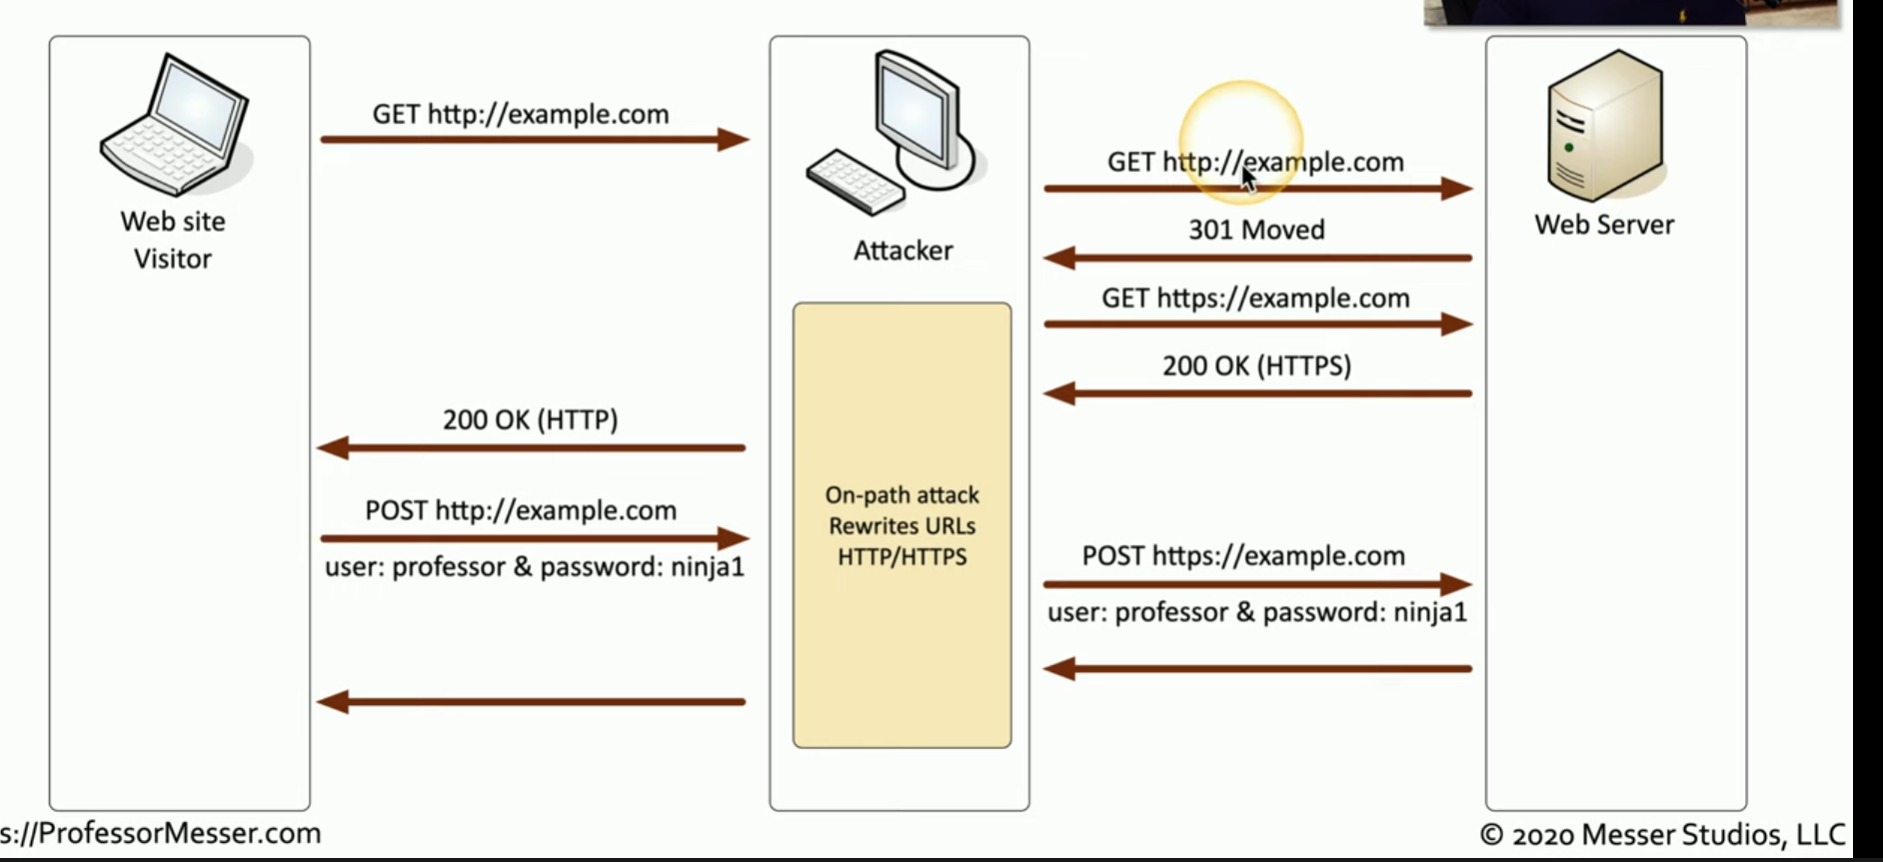 GET http://example.com
GET http://example.com
Web site
Visitor
Attacker
Web Server
301 Moved
GET https://example.com
200 OK (HTTPS)
200 OK (HTTP)
On-path attack
Rewrites URLs
HTTP/HTTPS
POST http://example.com
user: professor & password: ninja1
POST https://example.com
user: professor & password: ninja1
s://ProfessorMesser.com
© 2020 Messer Studios, LLC